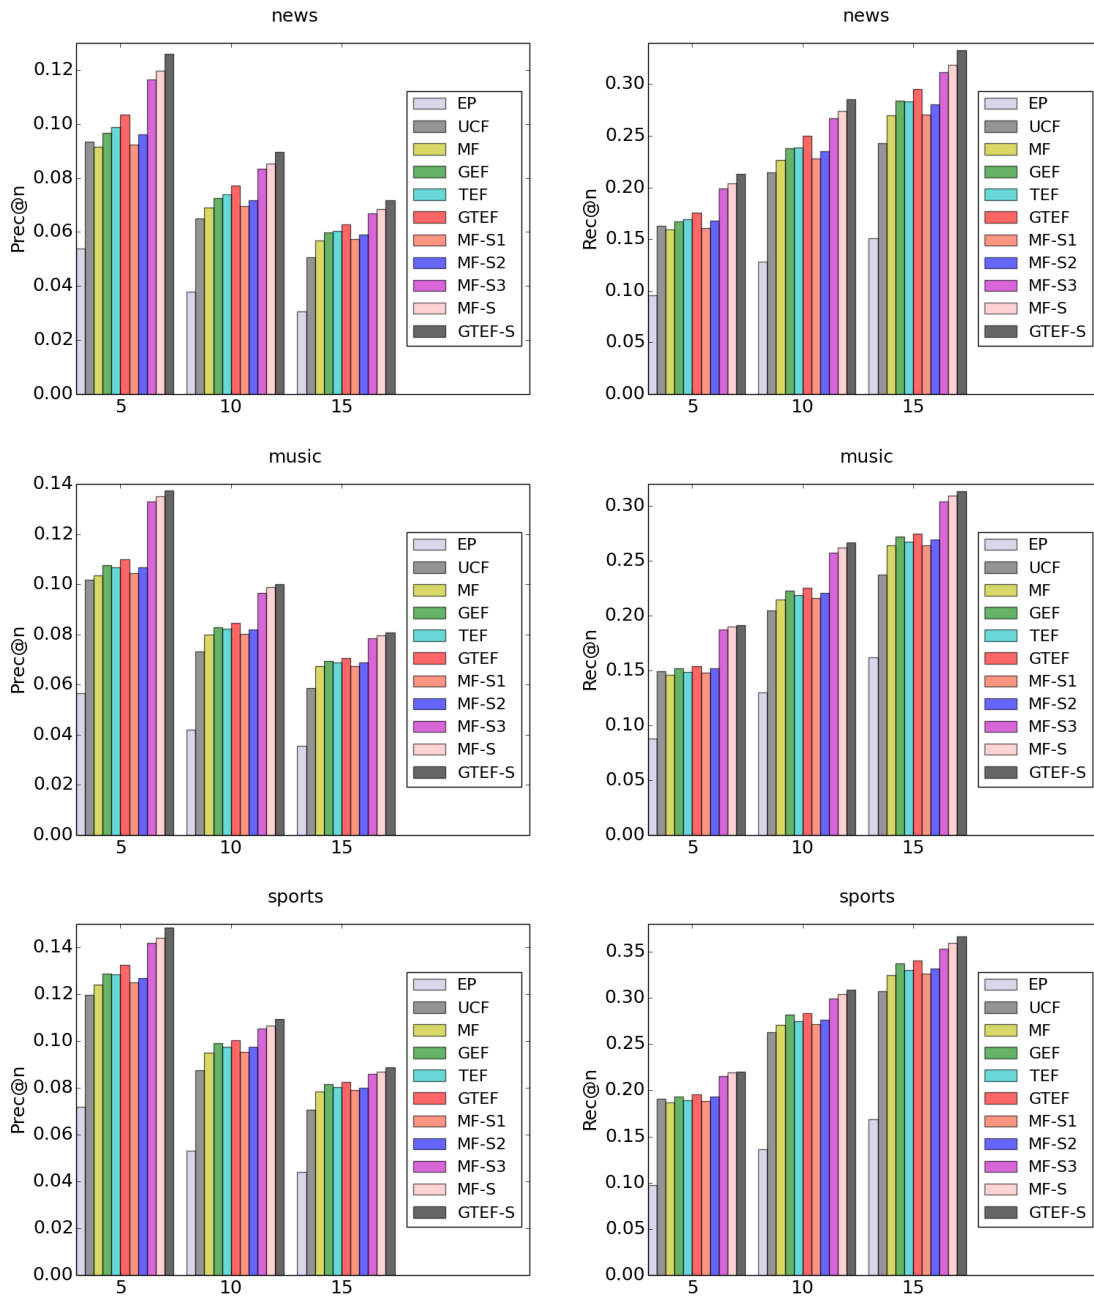 news
Prec@n
0.12
0.10
0.08
0.06
0.04
0.02
0.00
5 10 15
EP
UCF
MF
GEF
TEF
GTEF
MF-S1
MF-S2
MF-S3
MF-S
GTEF-S
news
Rec@n
0.30
0.25
0.20
0.15
0.10
0.05
0.00
5 10 15
EP
UCF
MF
GEF
TEF
GTEF
MF-S1
MF-S2
MF-S3
MF-S
GTEF-S
music
Prec@n
0.14
0.12
0.10
0.08
0.06
0.04
0.02
0.00
5 10 15
EP
UCF
MF
GEF
TEF
GTEF
MF-S1
MF-S2
MF-S3
MF-S
GTEF-S
music
Rec@n
0.30
0.25
0.20
0.15
0.10
0.05
0.00
5 10 15
EP
UCF
MF
GEF
TEF
GTEF
MF-S1
MF-S2
MF-S3
MF-S
GTEF-S
sports
Prec@n
0.14
0.12
0.10
0.08
0.06
0.04
0.02
0.00
5 10 15
EP
UCF
MF
GEF
TEF
GTEF
MF-S1
MF-S2
MF-S3
MF-S
GTEF-S
sports
Rec@n
0.35
0.30
0.25
0.20
0.15
0.10
0.05
0.00
5 10 15
EP
UCF
MF
GEF
TEF
GTEF
MF-S1
MF-S2
MF-S3
MF-S
GTEF-S